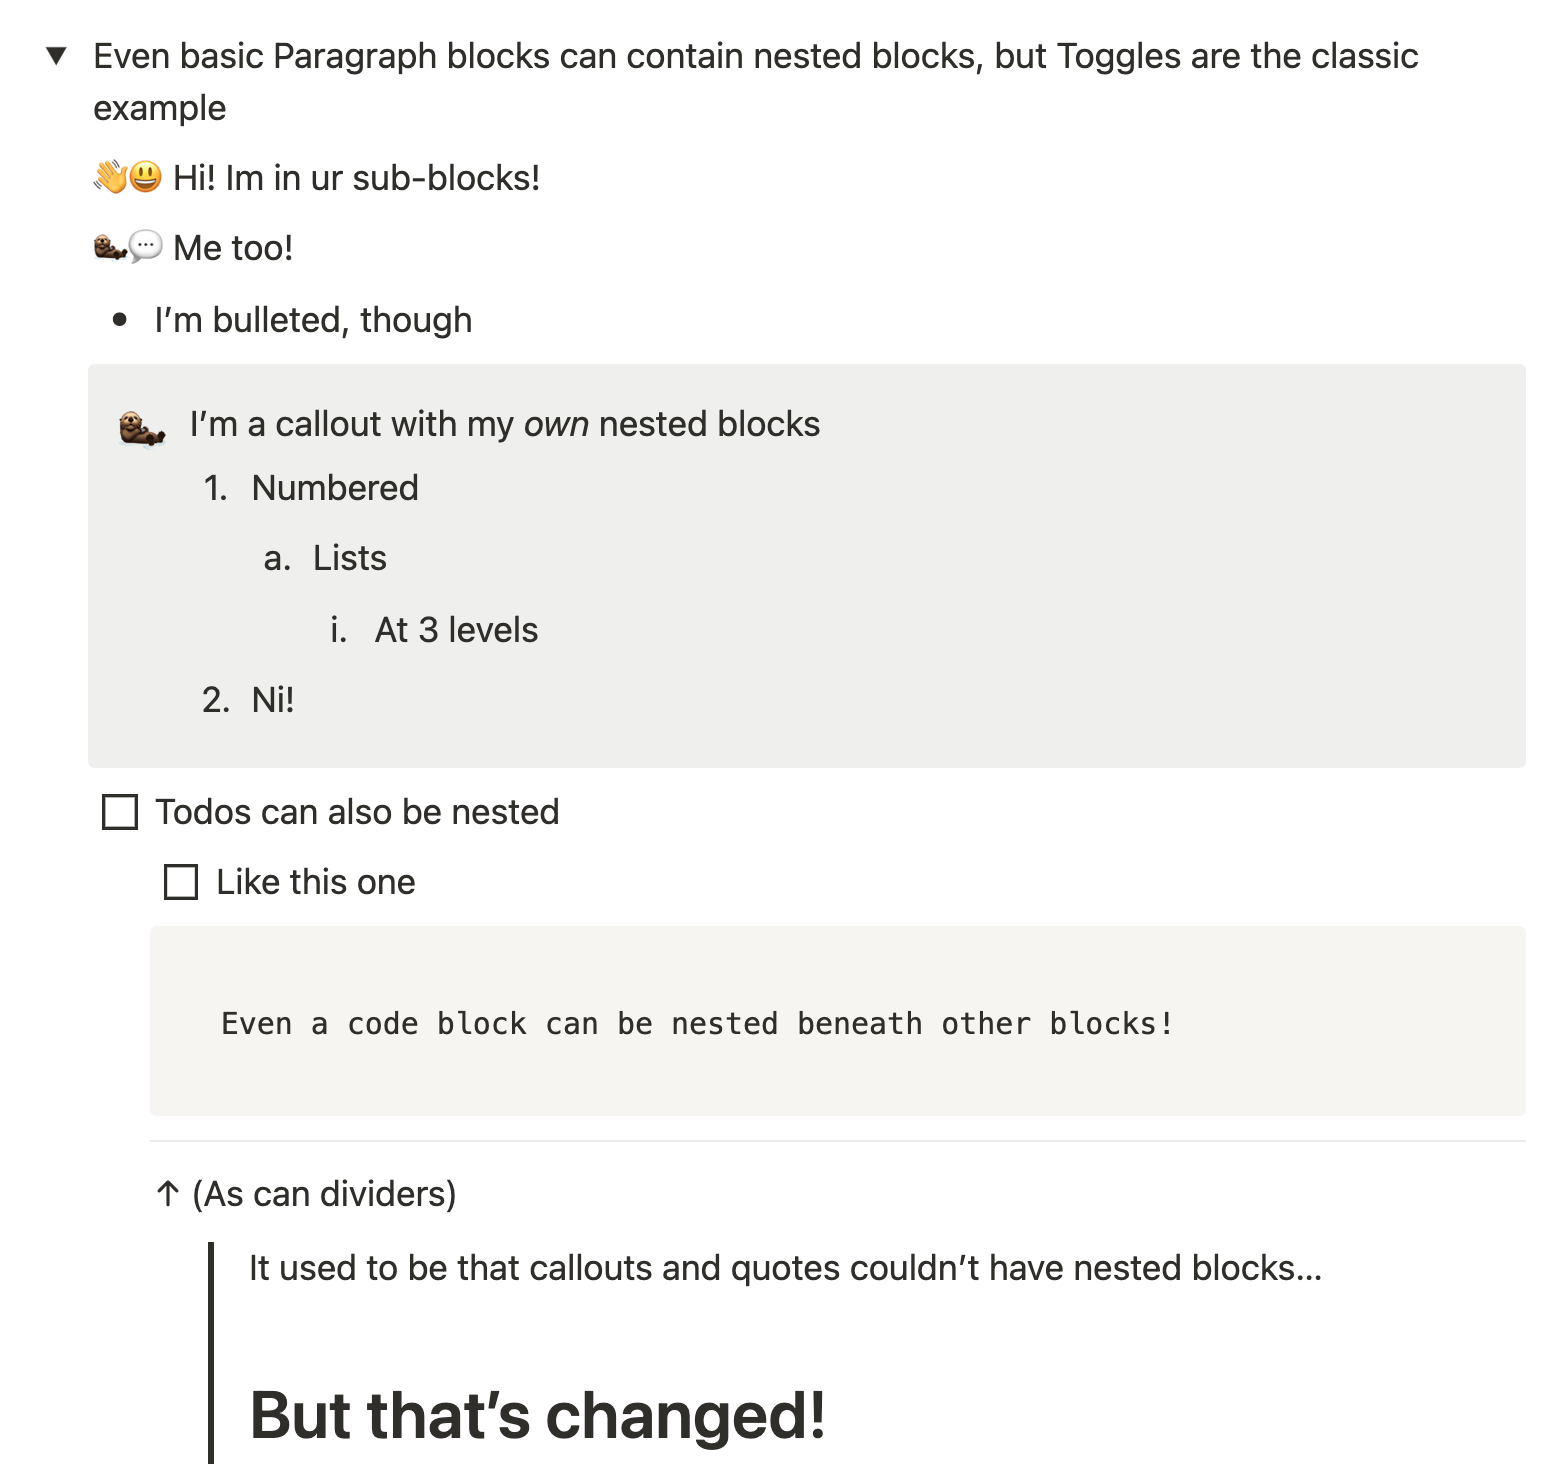 ▼ Even basic Paragraph blocks can contain nested blocks, but Toggles are the classic
example
👋😃 Hi! Im in ur sub-blocks!
🦦💬 Me too!
• I’m bulleted, though
🦦 I’m a callout with my own nested blocks
1. Numbered
a. Lists
i. At 3 levels
2. Ni!
Todos can also be nested
Like this one
Even a code block can be nested beneath other blocks!
↑ (As can dividers)
It used to be that callouts and quotes couldn’t have nested blocks…
But that’s changed!